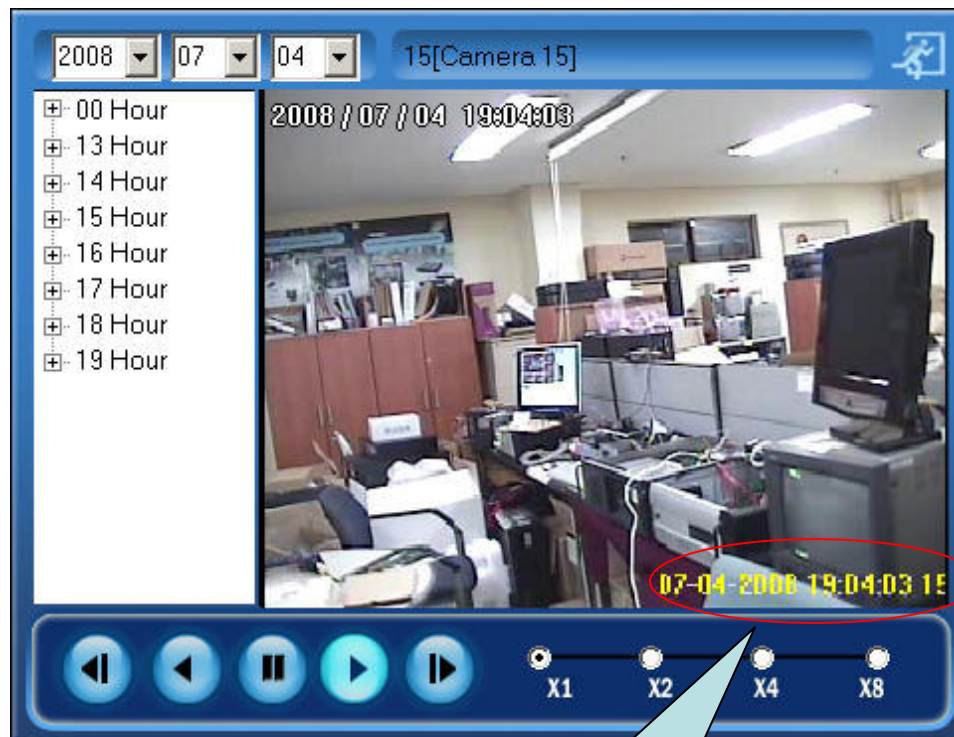 2008 07 04 15[Camera 15]
00 Hour
13 Hour
14 Hour
15 Hour
16 Hour
17 Hour
18 Hour
19 Hour
2008 / 07 / 04 19:04:03
07-04-2008 19:04:03 15
X1 X2 X4 X8